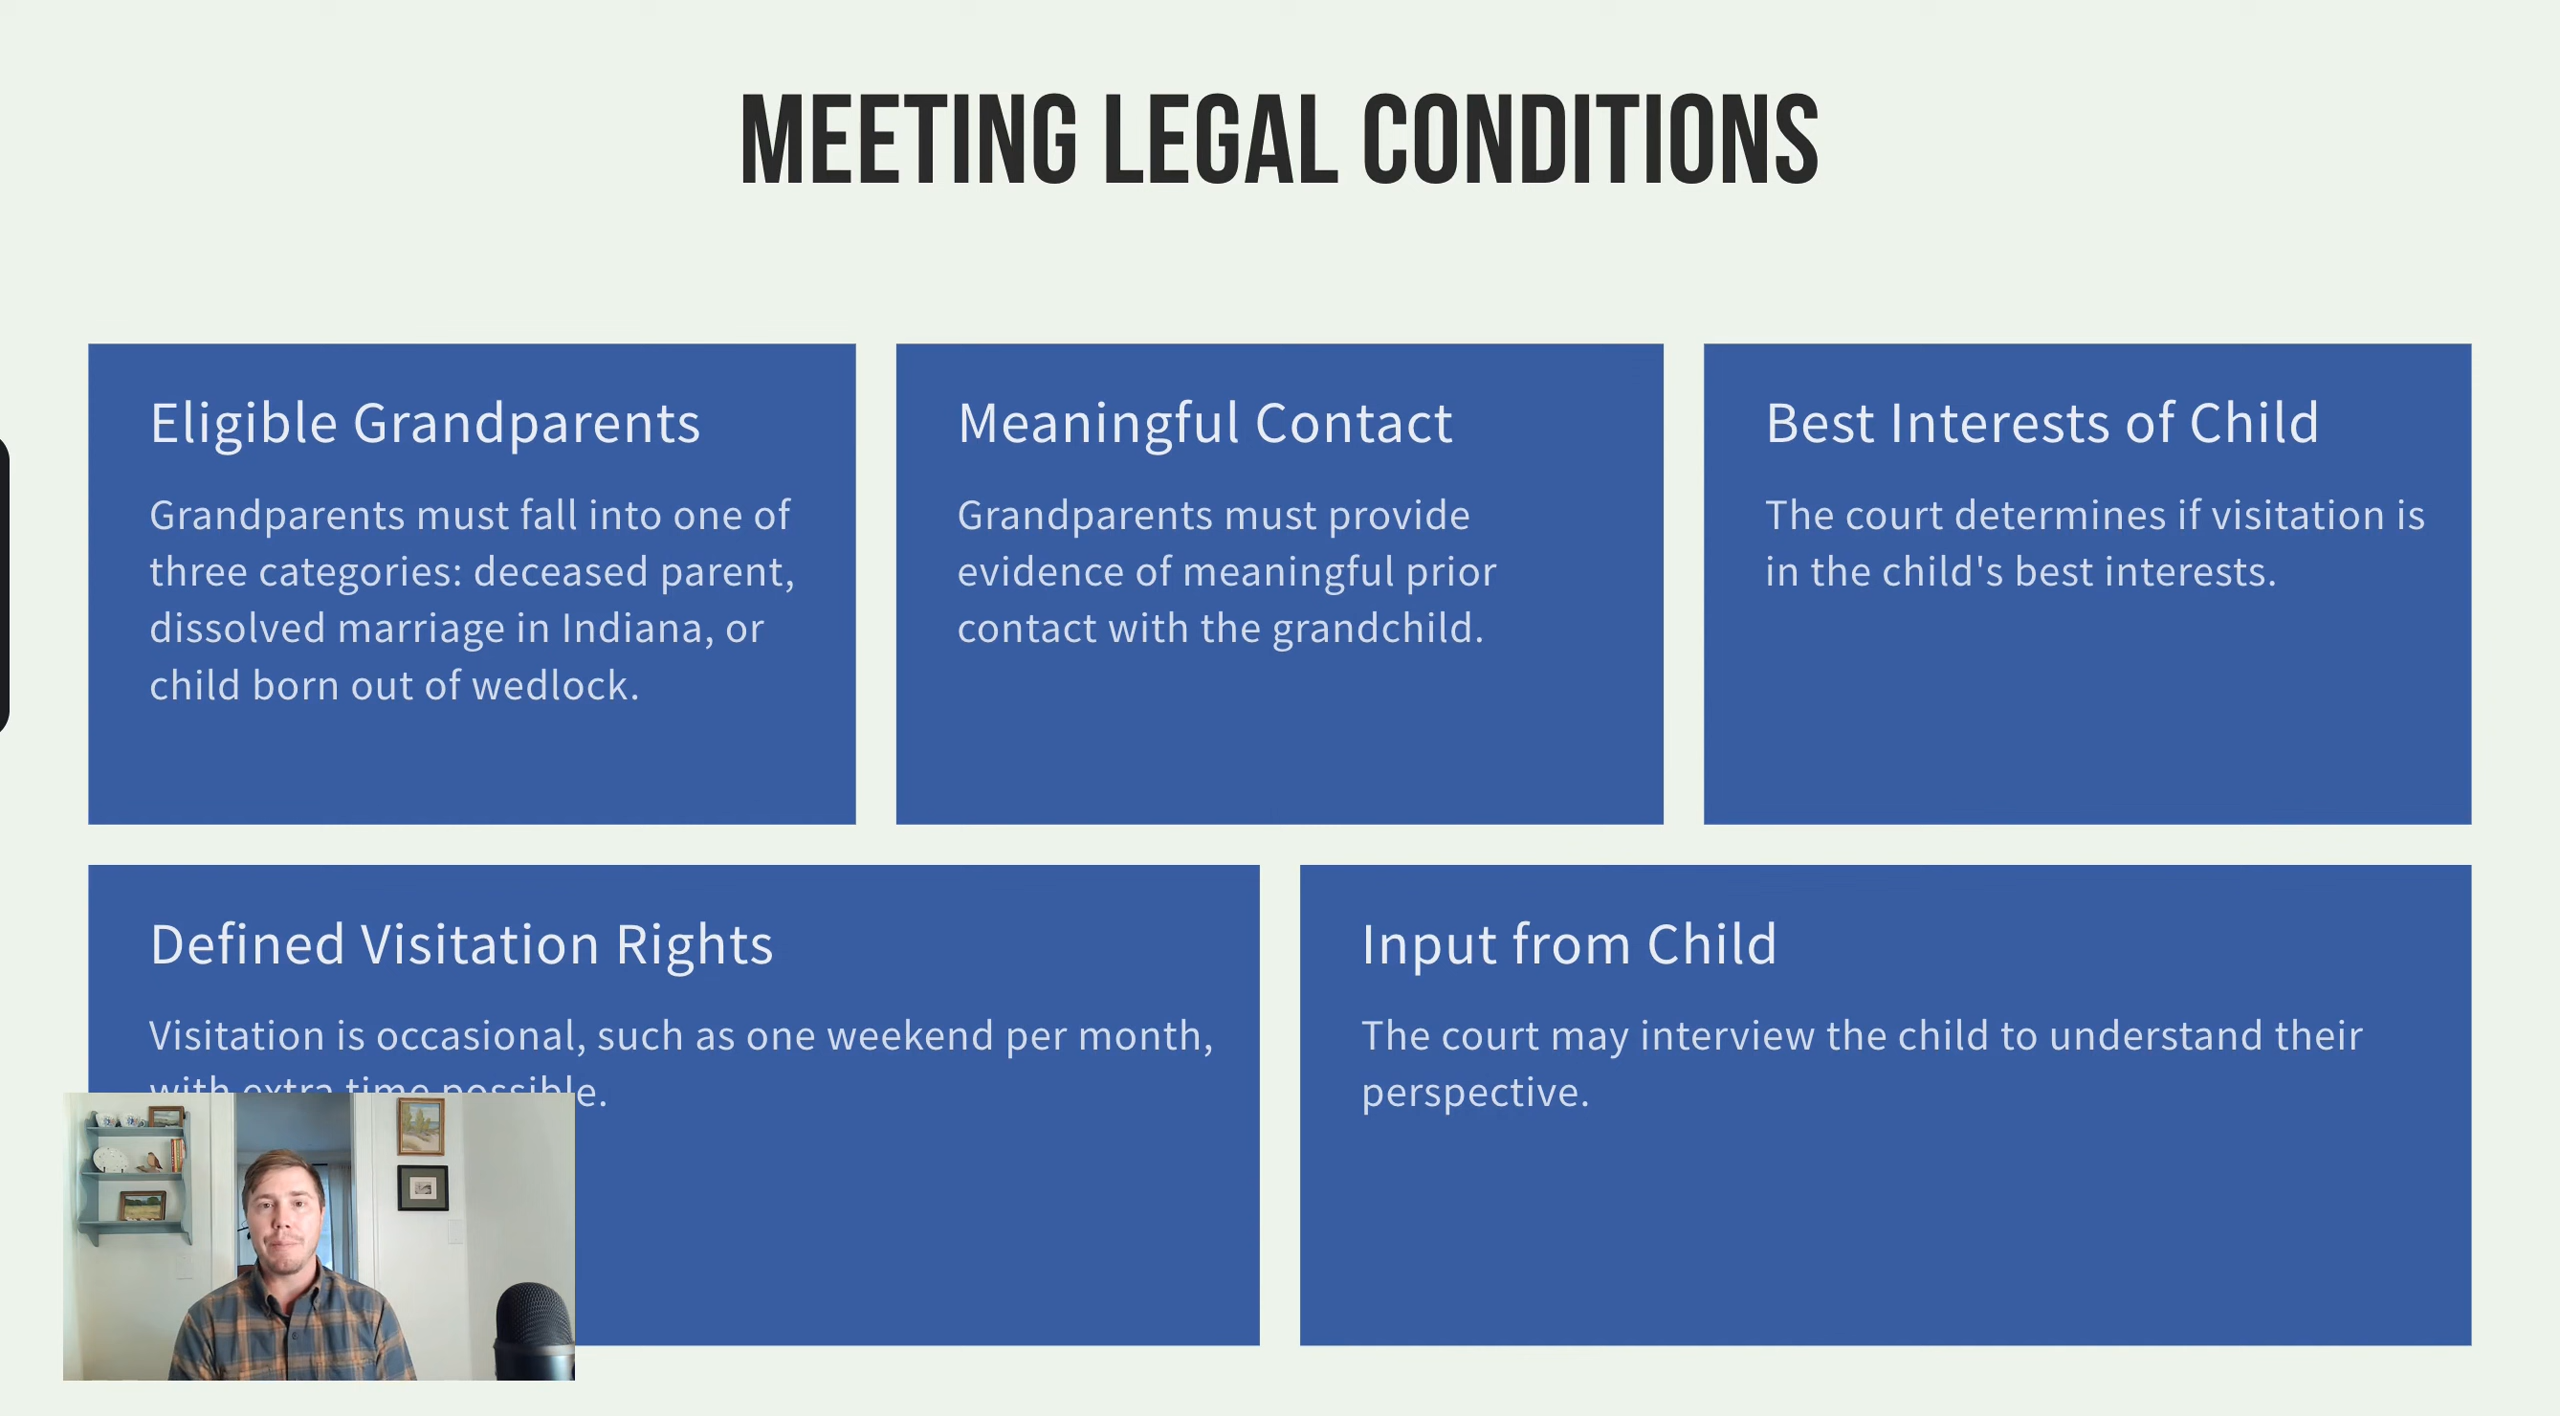 MEETING LEGAL CONDITIONS
Eligible Grandparents
Grandparents must fall into one of
three categories: deceased parent,
dissolved marriage in Indiana, or
child born out of wedlock.
Meaningful Contact
Grandparents must provide
evidence of meaningful prior
contact with the grandchild.
Best Interests of Child
The court determines if visitation is
in the child's best interests.
Defined Visitation Rights
Visitation is occasional, such as one weekend per month,
with extra time possible.
Input from Child
The court may interview the child to understand their
perspective.